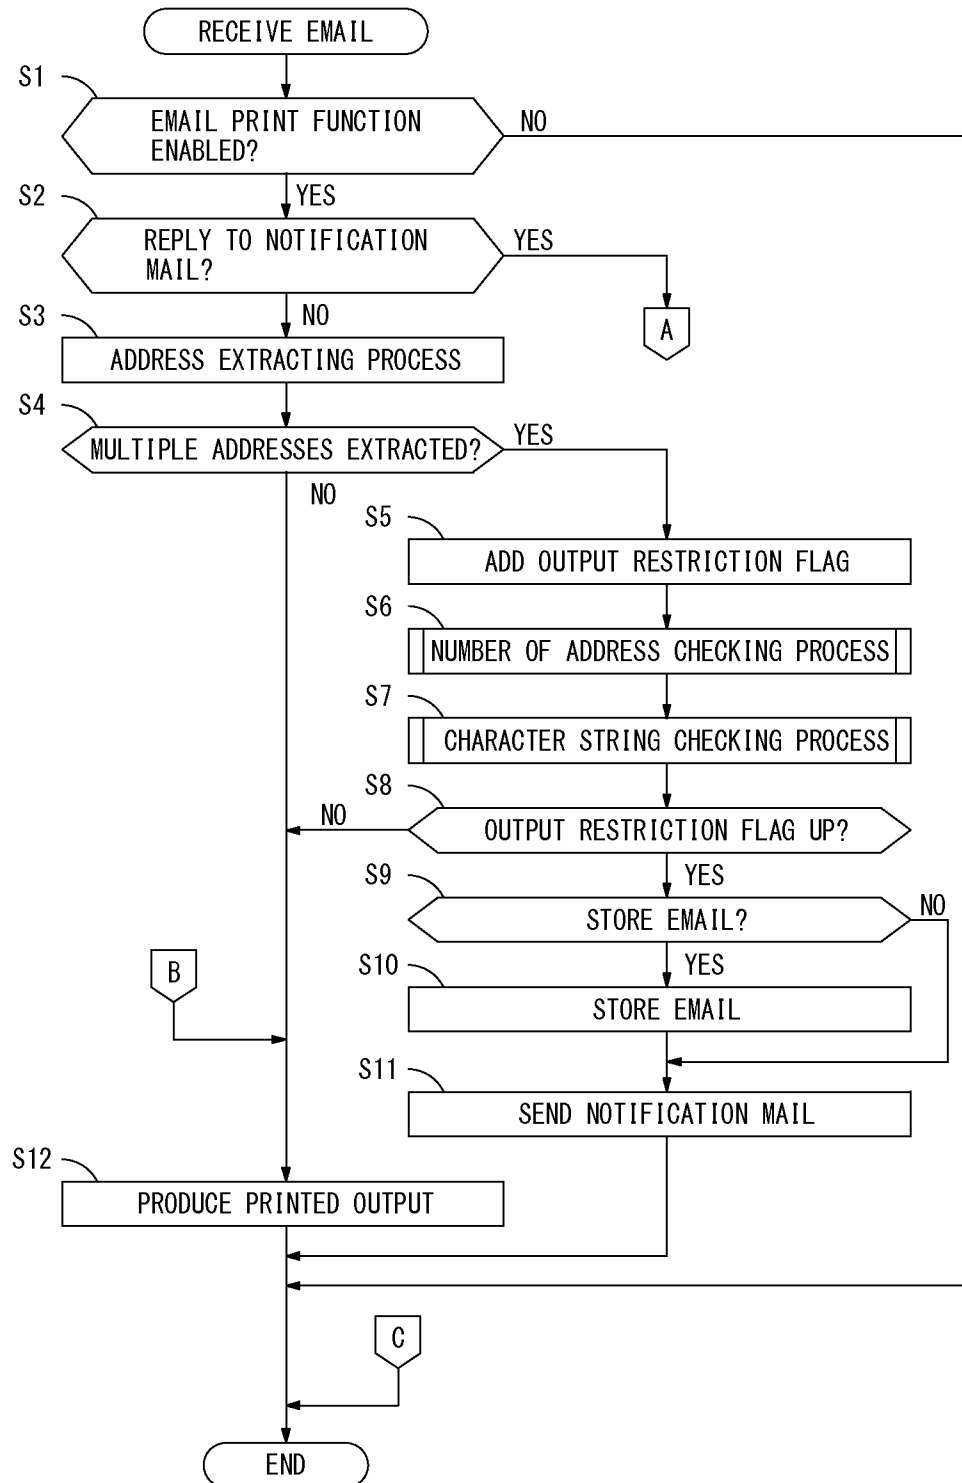 RECEIVE EMAIL
S1
EMAIL PRINT FUNCTION
ENABLED?
NO
YES
S2
REPLY TO NOTIFICATION
MAIL?
YES
A
NO
S3
ADDRESS EXTRACTING PROCESS
S4
MULTIPLE ADDRESSES EXTRACTED?
YES
NO
S5
ADD OUTPUT RESTRICTION FLAG
S6
NUMBER OF ADDRESS CHECKING PROCESS
S7
CHARACTER STRING CHECKING PROCESS
S8
NO
OUTPUT RESTRICTION FLAG UP?
YES
S9
STORE EMAIL?
NO
YES
B
S10
STORE EMAIL
S11
SEND NOTIFICATION MAIL
S12
PRODUCE PRINTED OUTPUT
C
END